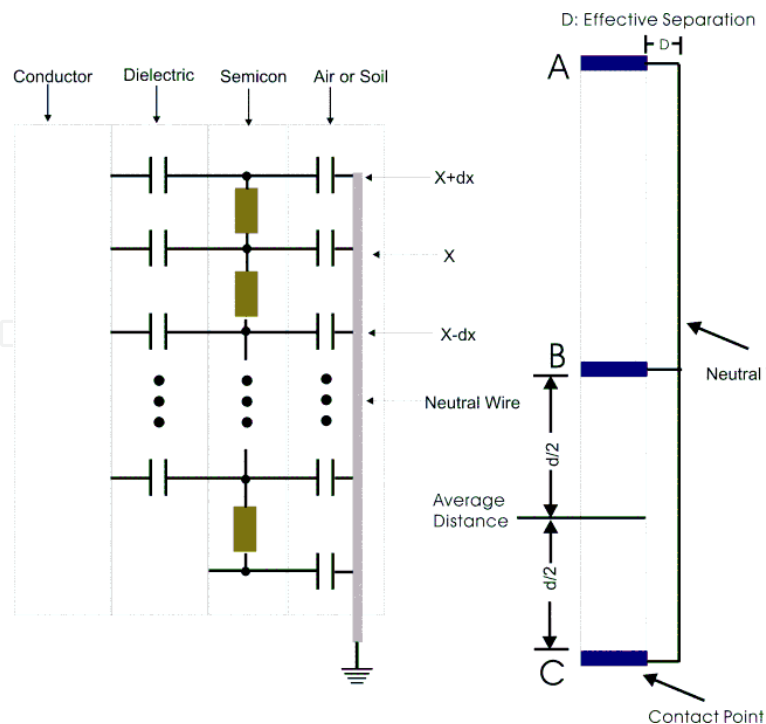 D: Effective Separation
D
Conductor
Dielectric
Semicon
Air or Soil
A
X+dx
X
X-dx
B
Neutral
Neutral Wire
d/2
Average
Distance
d/2
C
Contact Point